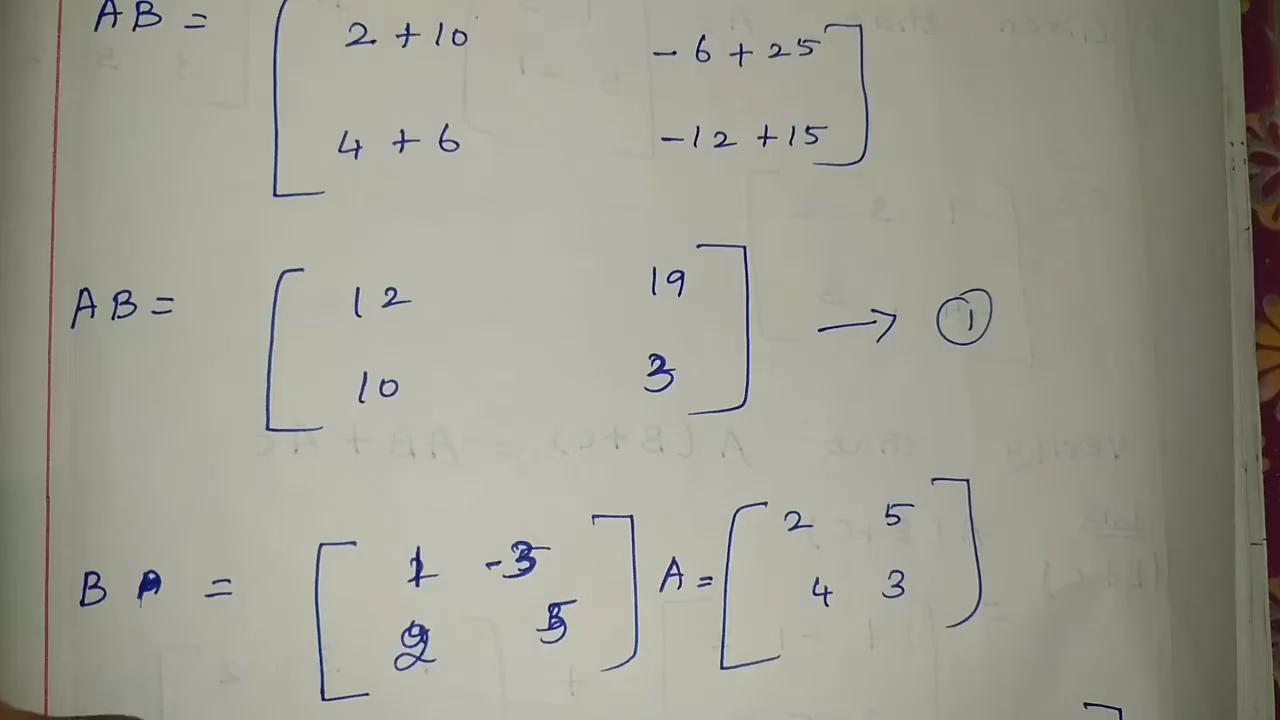 AB = [ 2 + 10 - 6 + 25
4 + 6 - 12 + 15 ]
AB = [ 12 19
10 3 ] → ①
BA = [ 1 -3 ] A = [ 2 5
2 5 ] 4 3 ]